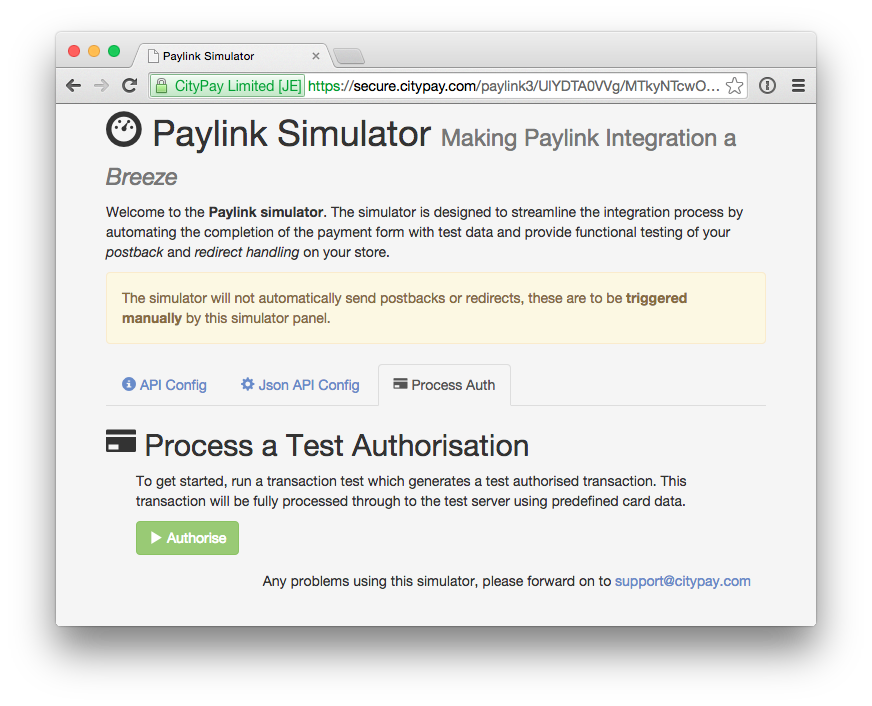 Paylink Simulator
CityPay Limited [JE] https://secure.citypay.com/paylink3/UIYDTA0VVg/MTkyNTcwO...
Paylink Simulator Making Paylink Integration a
Breeze
Welcome to the Paylink simulator. The simulator is designed to streamline the integration process by
automating the completion of the payment form with test data and provide functional testing of your
postback and redirect handling on your store.
The simulator will not automatically send postbacks or redirects, these are to be triggered
manually by this simulator panel.
API Config Json API Config Process Auth
Process a Test Authorisation
To get started, run a transaction test which generates a test authorised transaction. This
transaction will be fully processed through to the test server using predefined card data.
Authorise
Any problems using this simulator, please forward on to support@citypay.com